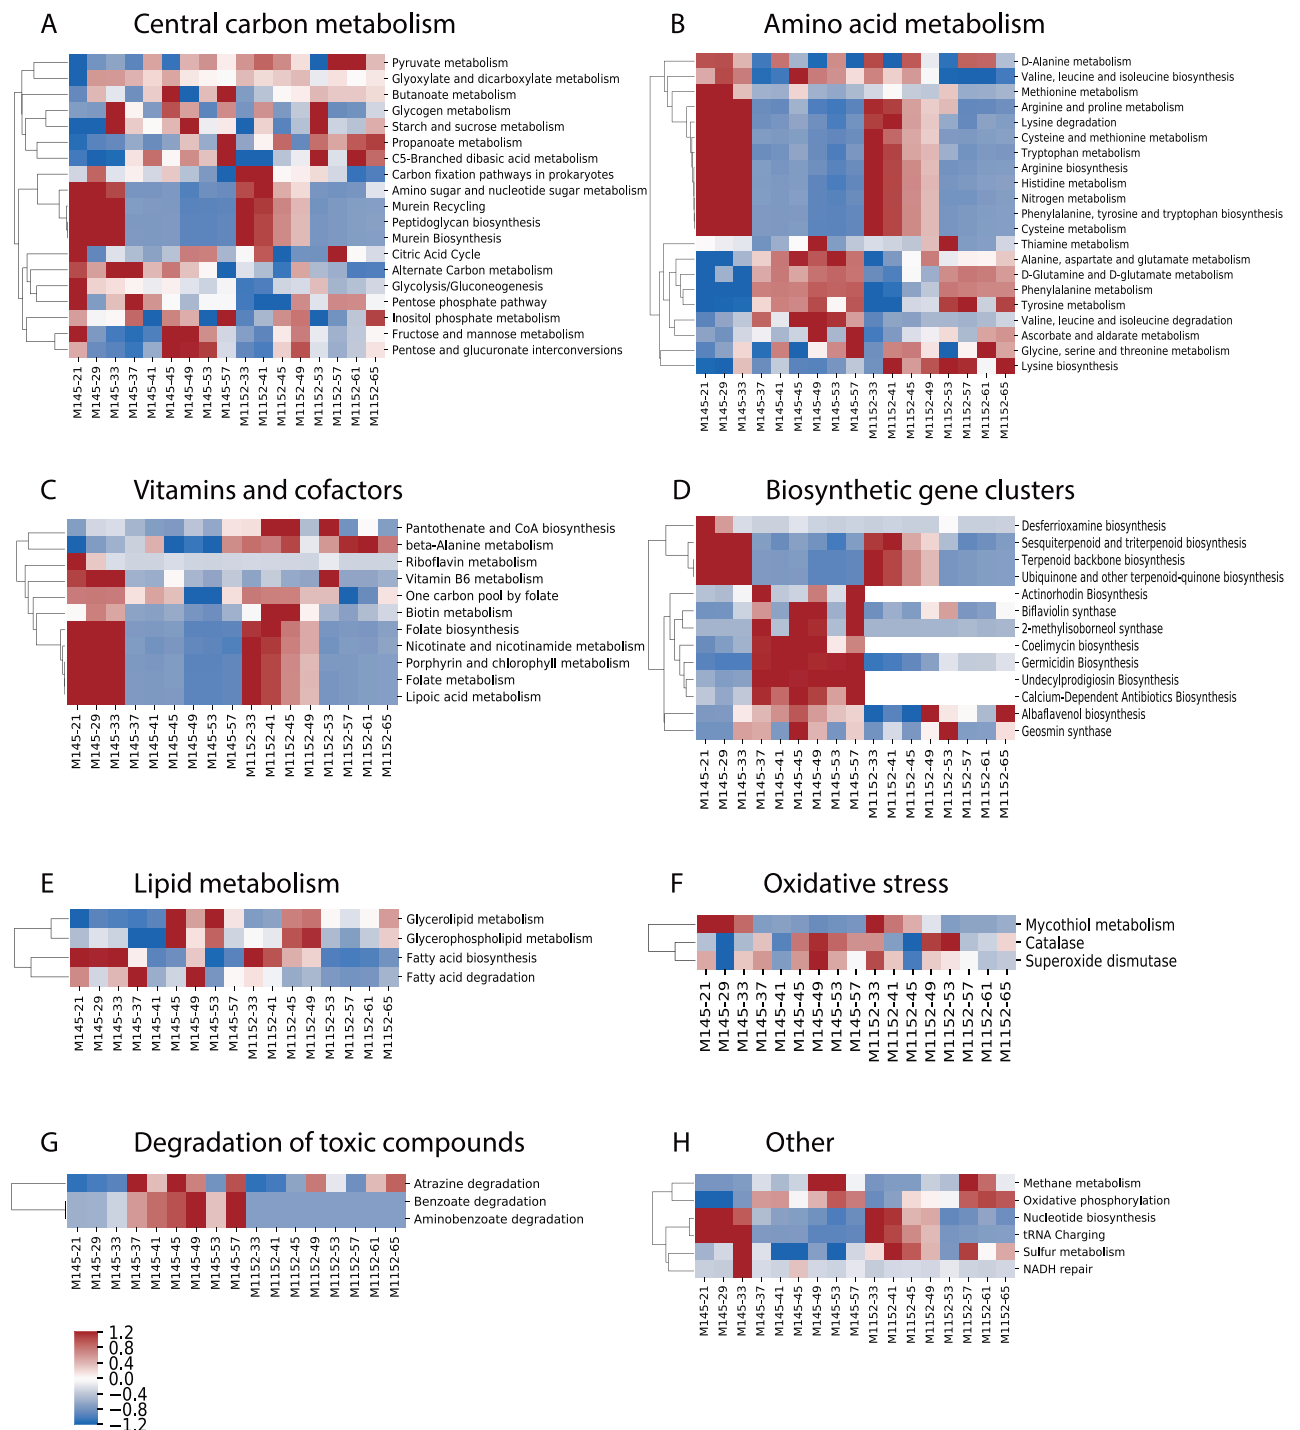 A Central carbon metabolism
Pyruvate metabolism
Glyoxylate and dicarboxylate metabolism
Butanoate metabolism
Glycogen metabolism
Starch and sucrose metabolism
Propanoate metabolism
C5-Branched dibasic acid metabolism
Carbon fixation pathways in prokaryotes
Amino sugar and nucleotide sugar metabolism
Murein Recycling
Peptidoglycan biosynthesis
Murein Biosynthesis
Citric Acid Cycle
Alternate Carbon metabolism
Glycolysis/Gluconeogenesis
Pentose phosphate pathway
Inositol phosphate metabolism
Fructose and mannose metabolism
Pentose and glucuronate interconversions
M145-21
M145-29
M145-33
M145-37
M145-41
M145-45
M145-49
M145-53
M145-57
M1152-33
M1152-41
M1152-45
M1152-49
M1152-53
M1152-57
M1152-61
M1152-65
B Amino acid metabolism
D-Alanine metabolism
Valine, leucine and isoleucine biosynthesis
Methionine metabolism
Arginine and proline metabolism
Lysine degradation
Cysteine and methionine metabolism
Tryptophan metabolism
Arginine biosynthesis
Histidine metabolism
Nitrogen metabolism
Phenylalanine, tyrosine and tryptophan biosynthesis
Cysteine metabolism
Thiamine metabolism
Alanine, aspartate and glutamate metabolism
D-Glutamine and D-glutamate metabolism
Phenylalanine metabolism
Tyrosine metabolism
Valine, leucine and isoleucine degradation
Ascorbate and aldarate metabolism
Glycine, serine and threonine metabolism
Lysine biosynthesis
M145-21
M145-29
M145-33
M145-37
M145-41
M145-45
M145-49
M145-53
M145-57
M1152-33
M1152-41
M1152-45
M1152-49
M1152-53
M1152-57
M1152-61
M1152-65
C Vitamins and cofactors
Pantothenate and CoA biosynthesis
beta-Alanine metabolism
Riboflavin metabolism
Vitamin B6 metabolism
One carbon pool by folate
Biotin metabolism
Folate biosynthesis
Nicotinate and nicotinamide metabolism
Porphyrin and chlorophyll metabolism
Folate metabolism
Lipoic acid metabolism
M145-21
M145-29
M145-33
M145-37
M145-41
M145-45
M145-49
M145-53
M145-57
M1152-33
M1152-41
M1152-45
M1152-49
M1152-53
M1152-57
M1152-61
M1152-65
D Biosynthetic gene clusters
Desferrioxamine biosynthesis
Sesquiterpenoid and triterpenoid biosynthesis
Terpenoid backbone biosynthesis
Ubiquinone and other terpenoid-quinone biosynthesis
Actinorhodin Biosynthesis
Biflaviolin synthase
2-methylisoborneol synthase
Coelimycin biosynthesis
Germicidin Biosynthesis
Undecylprodigiosin Biosynthesis
Calcium-Dependent Antibiotics Biosynthesis
Albaflavenol biosynthesis
Geosmin synthase
M145-21
M145-29
M145-33
M145-37
M145-41
M145-45
M145-49
M145-53
M145-57
M1152-33
M1152-41
M1152-45
M1152-49
M1152-53
M1152-57
M1152-61
M1152-65
E Lipid metabolism
Glycerolipid metabolism
Glycerophospholipid metabolism
Fatty acid biosynthesis
Fatty acid degradation
M145-21
M145-29
M145-33
M145-37
M145-41
M145-45
M145-49
M145-53
M145-57
M1152-33
M1152-41
M1152-45
M1152-49
M1152-53
M1152-57
M1152-61
M1152-65
F Oxidative stress
Mycothiol metabolism
Catalase
Superoxide dismutase
M145-21
M145-29
M145-33
M145-37
M145-41
M145-45
M145-49
M145-53
M145-57
M1152-33
M1152-41
M1152-45
M1152-49
M1152-53
M1152-57
M1152-61
M1152-65
G Degradation of toxic compounds
Atrazine degradation
Benzoate degradation
Aminobenzoate degradation
M145-21
M145-29
M145-33
M145-37
M145-41
M145-45
M145-49
M145-57
M1152-33
M1152-41
M1152-45
M1152-49
M1152-53
M1152-57
M1152-61
M1152-65
H Other
Methane metabolism
Oxidative phosphorylation
Nucleotide biosynthesis
tRNA Charging
Sulfur metabolism
NADH repair
M145-21
M145-29
M145-33
M145-37
M145-41
M145-45
M145-49
M145-53
M145-57
M1152-33
M1152-41
M1152-45
M1152-49
M1152-53
M1152-57
M1152-61
M1152-65
1.2
0.8
0.4
0.0
−0.4
−0.8
−1.2